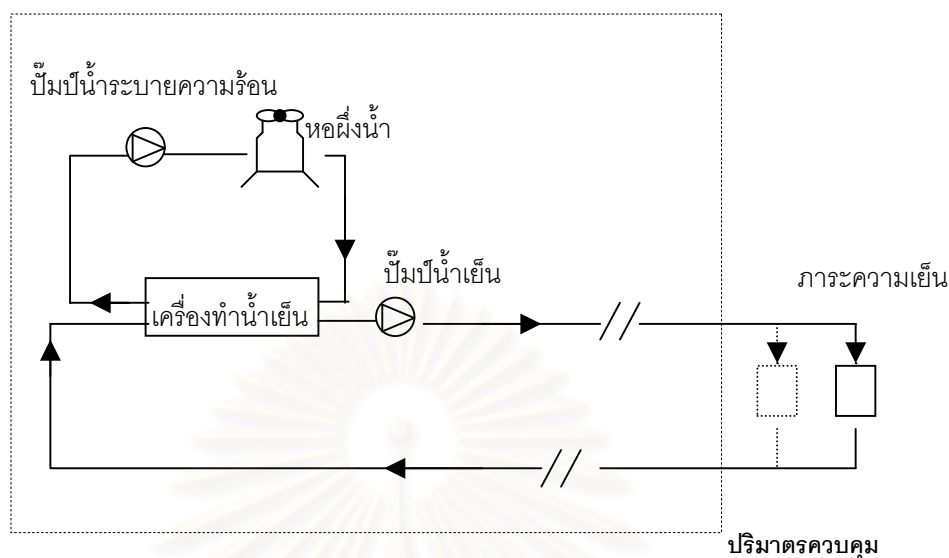 ปั๊มป์น้ำระบายความร้อน
หอผึ่งน้ำ
ปั๊มป์น้ำเย็น
ภาระความเย็น
เครื่องทำน้ำเย็น
ปริมาตรควบคุม